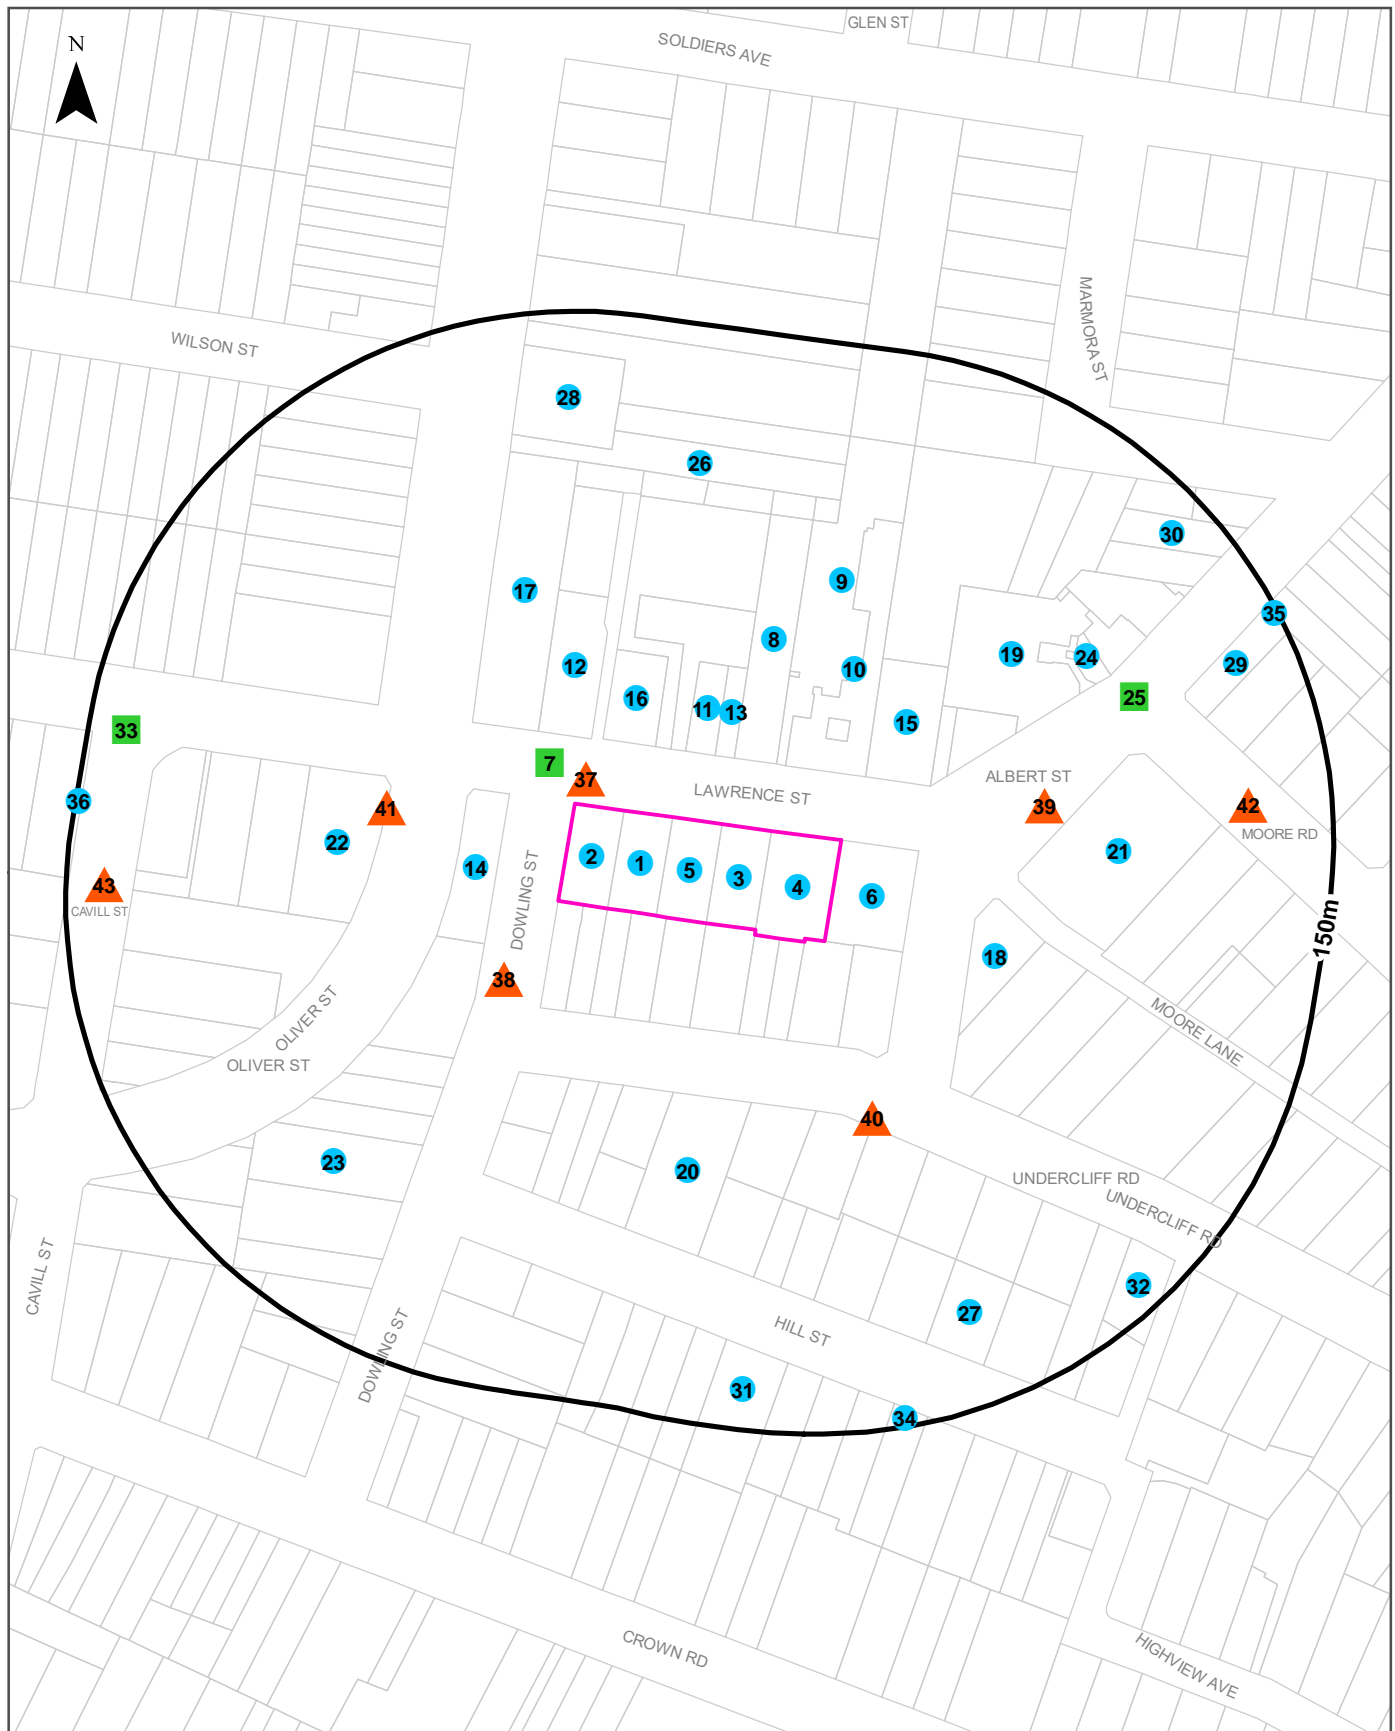 GLEN ST
SOLDIERS AVE
N
MARMORA ST
WILSON ST
28
26
30
9
17
35
8
19
24
29
12
10
16
25
11
13
15
33
7
37
ALBERT ST
LAWRENCE ST
36
41
39
42
MOORE RD
22
2
1
5
3
4
21
14
DOWLING ST
6
43
CAVILL ST
150m
18
38
OLIVER ST
MOORE LANE
OLIVER ST
40
23
20
UNDERCLIFF RD
UNDERCLIFF RD
CAVILL ST
32
27
HILL ST
DOWLING ST
31
34
CROWN RD
HIGHVIEW AVE